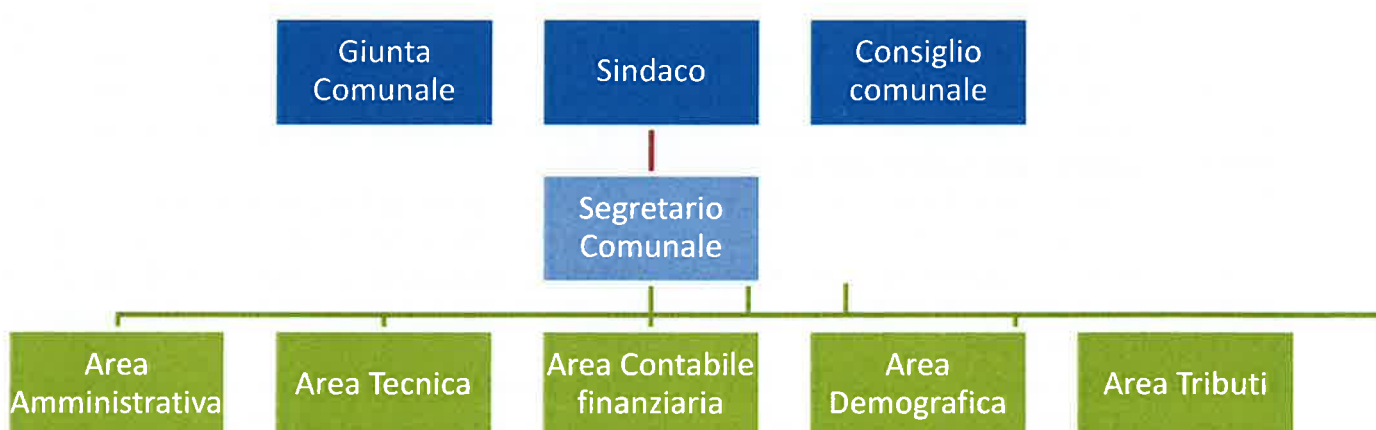 Giunta
Comunale
Sindaco
Consiglio
comunale
Segretario
Comunale
Area
Amministrativa
Area Tecnica
Area Contabile
finanziaria
Area
Demografica
Area Tributi